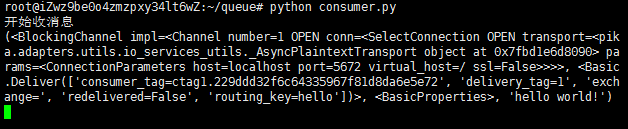 root@iZwz9be0o4zmzpxy34lt6wZ:~/queue# python consumer.py
开始收消息
(<BlockingChannel impl=<Channel number=1 OPEN conn=<SelectConnection OPEN transport=<pik
a.adapters.utils.io_services_utils._AsyncPlaintextTransport object at 0x7fbd1e6d8090> pa
rams=<ConnectionParameters host=localhost port=5672 virtual_host=/ ssl=False>>>>, <Basic
.Deliver(['consumer_tag=ctag1.229ddd32f6c64335967f81d8da6e5e72', 'delivery_tag=1', 'exch
ange=', 'redelivered=False', 'routing_key=hello'])>, <BasicProperties>, 'hello world!')